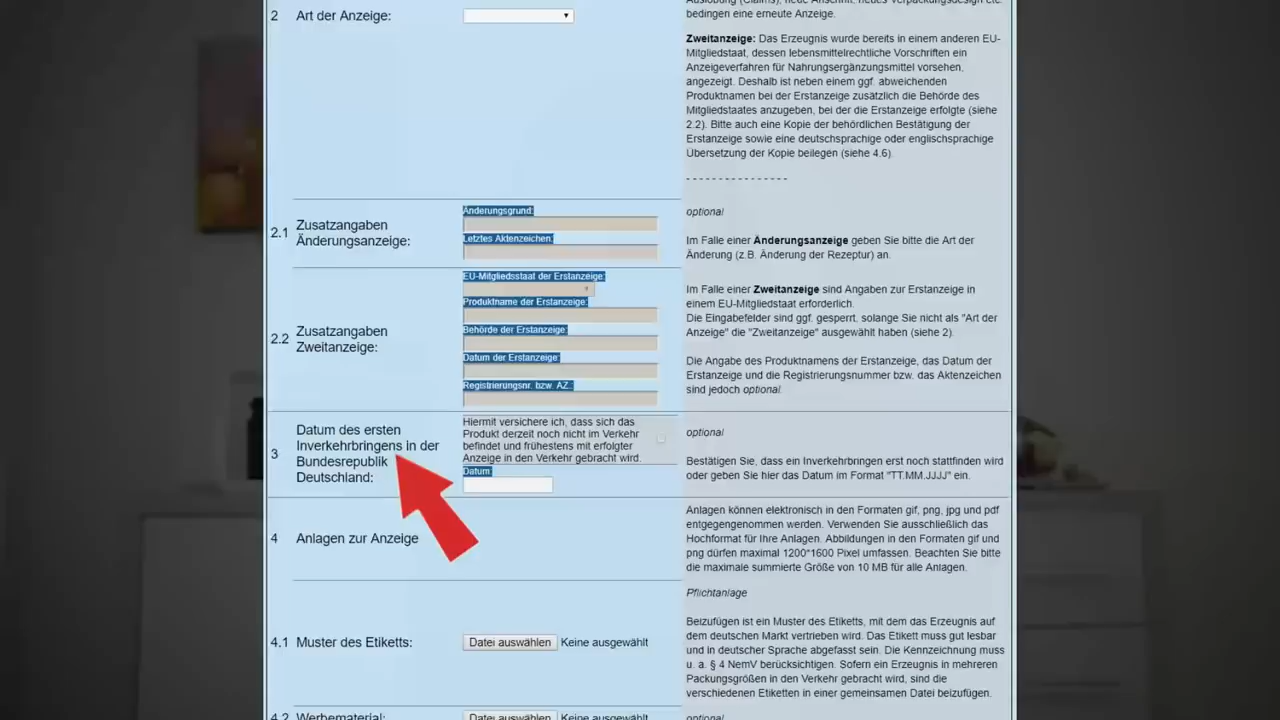 Auslobung (Claims), neue Anschrift, neues Verpackungsdesign etc.
2 Art der Anzeige:
bedingen eine erneute Anzeige.
Zweitanzeige: Das Erzeugnis wurde bereits in einem anderen EU-
Mitgliedstaat, dessen lebensmittelrechtliche Vorschriften ein
Anzeigeverfahren für Nahrungsergänzungsmittel vorsehen,
angezeigt. Deshalb ist neben einem ggf. abweichenden
Produktnamen bei der Erstanzeige zusätzlich die Behörde des
Mitgliedstaates anzugeben, bei der die Erstanzeige erfolgte (siehe
2.2). Bitte auch eine Kopie der behördlichen Bestätigung der
Erstanzeige sowie eine deutschsprachige oder englischsprachige
Übersetzung der Kopie beilegen (siehe 4.6).
- - - - - - - - - - - - - - -
2.1 Zusatzangaben
Änderungsanzeige:
Änderungsgrund:
Letztes Aktenzeichen:
optional
Im Falle einer Änderungsanzeige geben Sie bitte die Art der
Änderung (z.B. Änderung der Rezeptur) an.
2.2 Zusatzangaben
Zweitanzeige:
EU-Mitgliedsstaat der Erstanzeige:
Produktname der Erstanzeige:
Behörde der Erstanzeige:
Datum der Erstanzeige:
Registrierungsnr. bzw. AZ.:
Im Falle einer Zweitanzeige sind Angaben zur Erstanzeige in
einem EU-Mitgliedstaat erforderlich.
Die Eingabefelder sind ggf. gesperrt, solange Sie nicht als "Art der
Anzeige" die "Zweitanzeige" ausgewählt haben (siehe 2).
Die Angabe des Produktnamens der Erstanzeige, das Datum der
Erstanzeige und die Registrierungsnummer bzw. das Aktenzeichen
sind jedoch optional.
3 Datum des ersten
Inverkehrbringens in der
Bundesrepublik
Deutschland:
Hiermit versichere ich, dass sich das
Produkt derzeit noch nicht im Verkehr
befindet und frühestens mit erfolgter
Anzeige in den Verkehr gebracht wird.
Datum:
optional
Bestätigen Sie, dass ein Inverkehrbringen erst noch stattfinden wird
oder geben Sie hier das Datum im Format "TT.MM.JJJJ" ein.
4 Anlagen zur Anzeige
Anlagen können elektronisch in den Formaten gif, png, jpg und pdf
entgegengenommen werden. Verwenden Sie ausschließlich das
Hochformat für Ihre Anlagen. Abbildungen in den Formaten gif und
png dürfen maximal 1200*1600 Pixel umfassen. Beachten Sie bitte
die maximale summierte Größe von 10 MB für alle Anlagen.
4.1 Muster des Etiketts:
Datei auswählen Keine ausgewählt
Pflichtanlage
Beizufügen ist ein Muster des Etiketts, mit dem das Erzeugnis auf
dem deutschen Markt vertrieben wird. Das Etikett muss gut lesbar
und in deutscher Sprache abgefasst sein. Die Kennzeichnung muss
u. a. § 4 NemV berücksichtigen. Sofern ein Erzeugnis in mehreren
Packungsgrößen in den Verkehr gebracht wird, sind die
verschiedenen Etiketten in einer gemeinsamen Datei beizufügen.
4.2 Werbematerial:
Datei auswählen Keine ausgewählt
optional